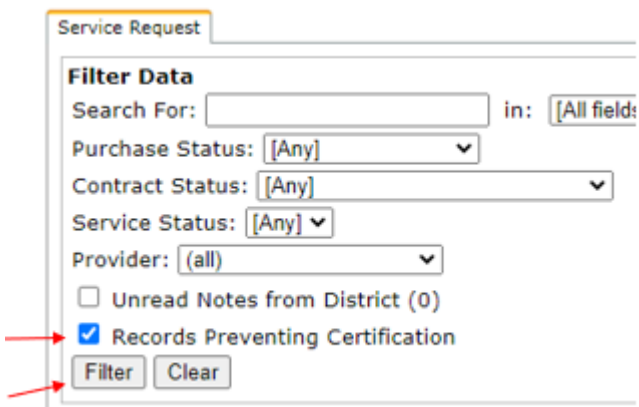 Service Request
Filter Data
Search For: in: [All fields
Purchase Status: [Any]
Contract Status: [Any]
Service Status: [Any]
Provider: (all)
Unread Notes from District (0)
Records Preventing Certification
Filter Clear